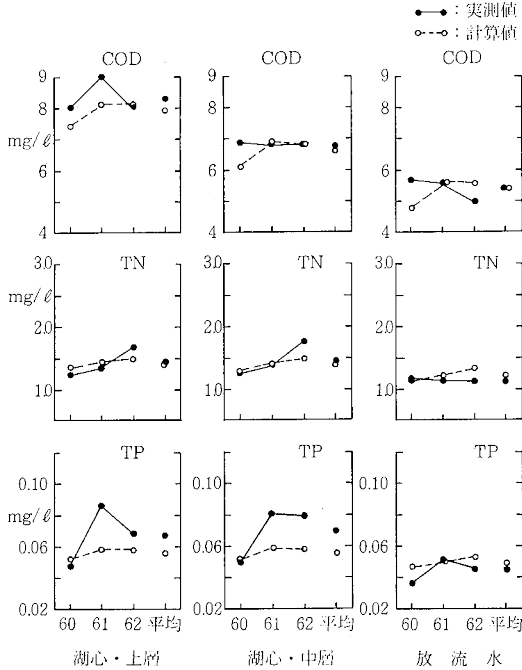 ●—●：実測値
○--○：計算値
COD COD COD
9 9 9
8 8 8
mg/ℓ
6 6 6
4 4 4
TN TN TN
3.0 3.0 3.0
mg/ℓ
2.0 2.0 2.0
1.0 1.0 1.0
TP TP TP
0.10 0.10 0.10
mg/ℓ
0.06 0.06 0.06
0.02 0.02 0.02
60 61 62 平均 60 61 62 平均 60 61 62 平均
湖心・上層 湖心・中層 放流水